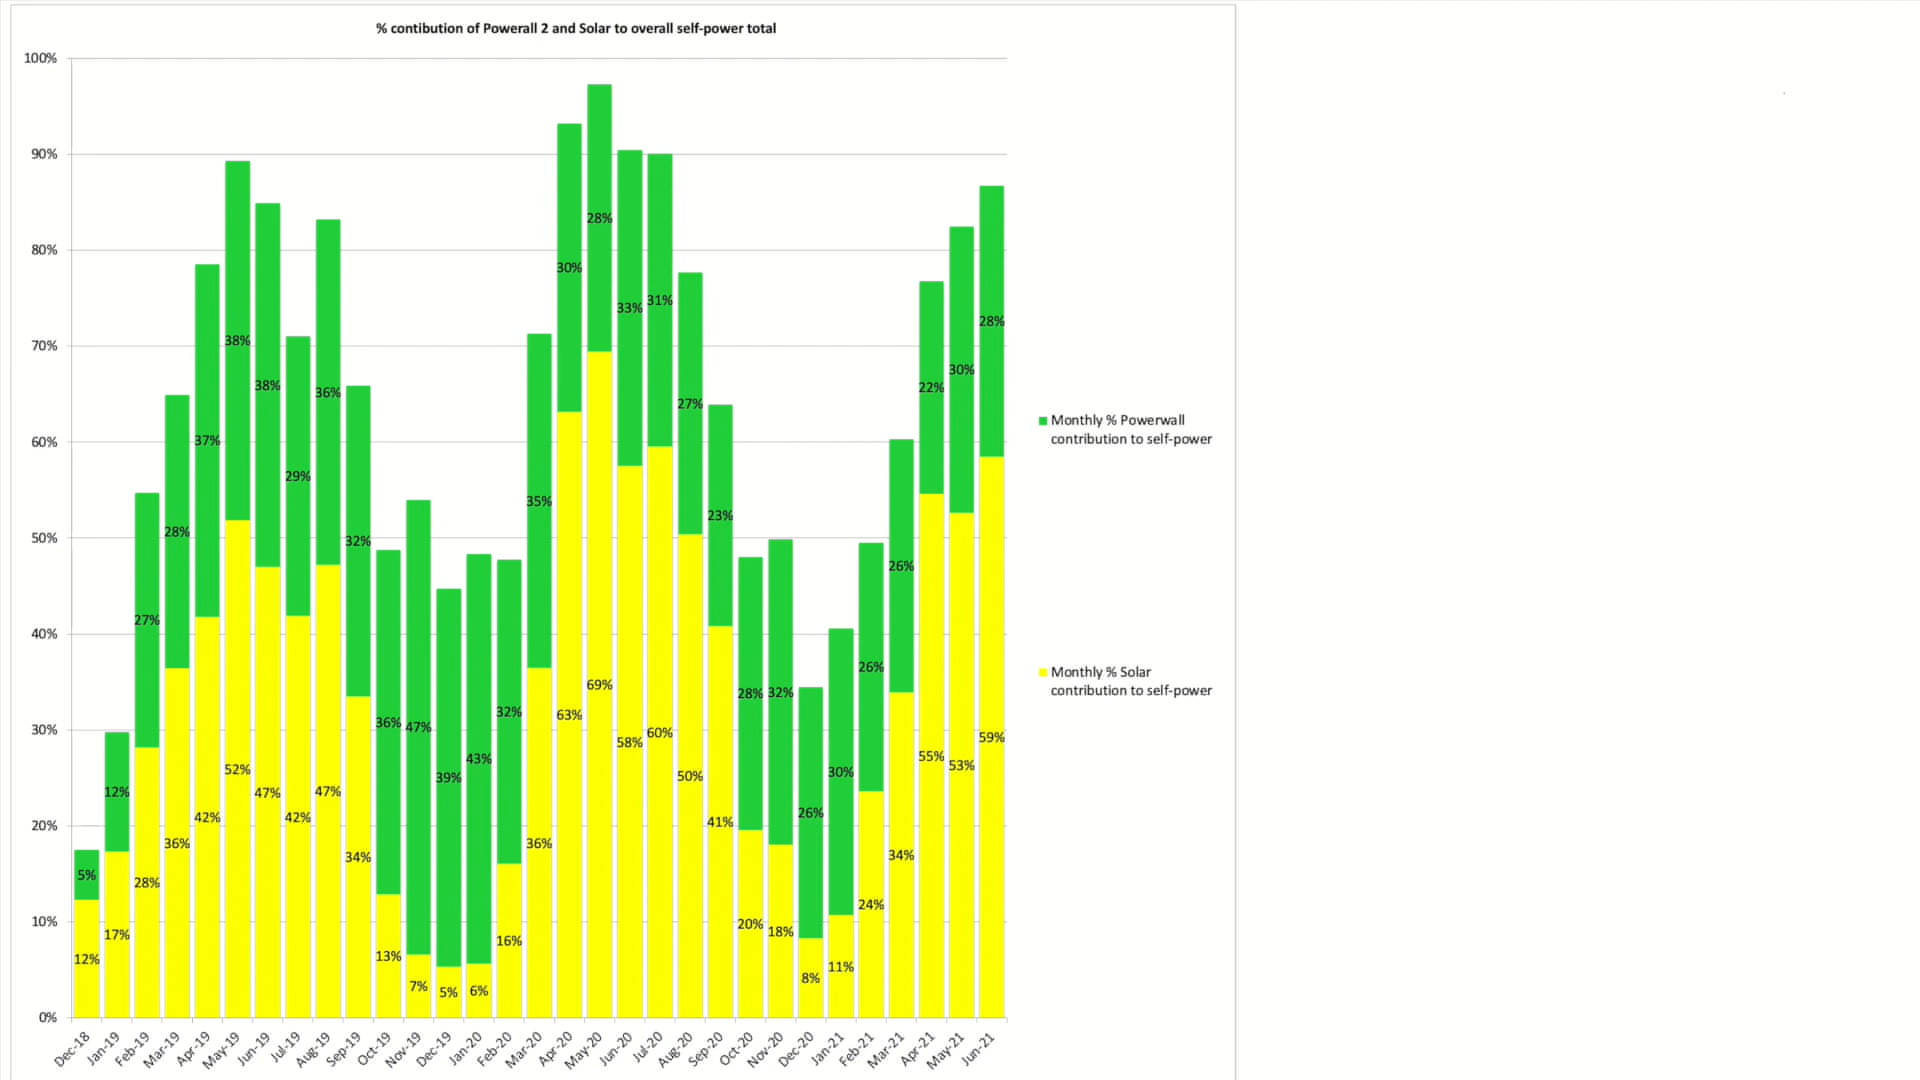 % contibution of Powerall 2 and Solar to overall self-power total
100%
90%
80%
70%
60%
50%
40%
30%
20%
10%
0%
5%
12%
27%
28%
37%
38%
38%
29%
36%
32%
36%
47%
39%
43%
32%
35%
30%
28%
33%
31%
27%
23%
28%
32%
26%
30%
26%
26%
22%
30%
28%
12%
17%
28%
36%
42%
52%
47%
42%
47%
34%
13%
7%
5%
6%
16%
36%
63%
69%
58%
60%
50%
41%
20%
18%
8%
11%
24%
34%
55%
53%
59%
Dec-18
Jan-19
Feb-19
Mar-19
Apr-19
May-19
Jun-19
Jul-19
Aug-19
Sep-19
Oct-19
Nov-19
Dec-19
Jan-20
Feb-20
Mar-20
Apr-20
May-20
Jun-20
Jul-20
Aug-20
Sep-20
Oct-20
Nov-20
Dec-20
Jan-21
Feb-21
Mar-21
Apr-21
May-21
Jun-21
Monthly % Powerwall
contribution to self-power
Monthly % Solar
contribution to self-power